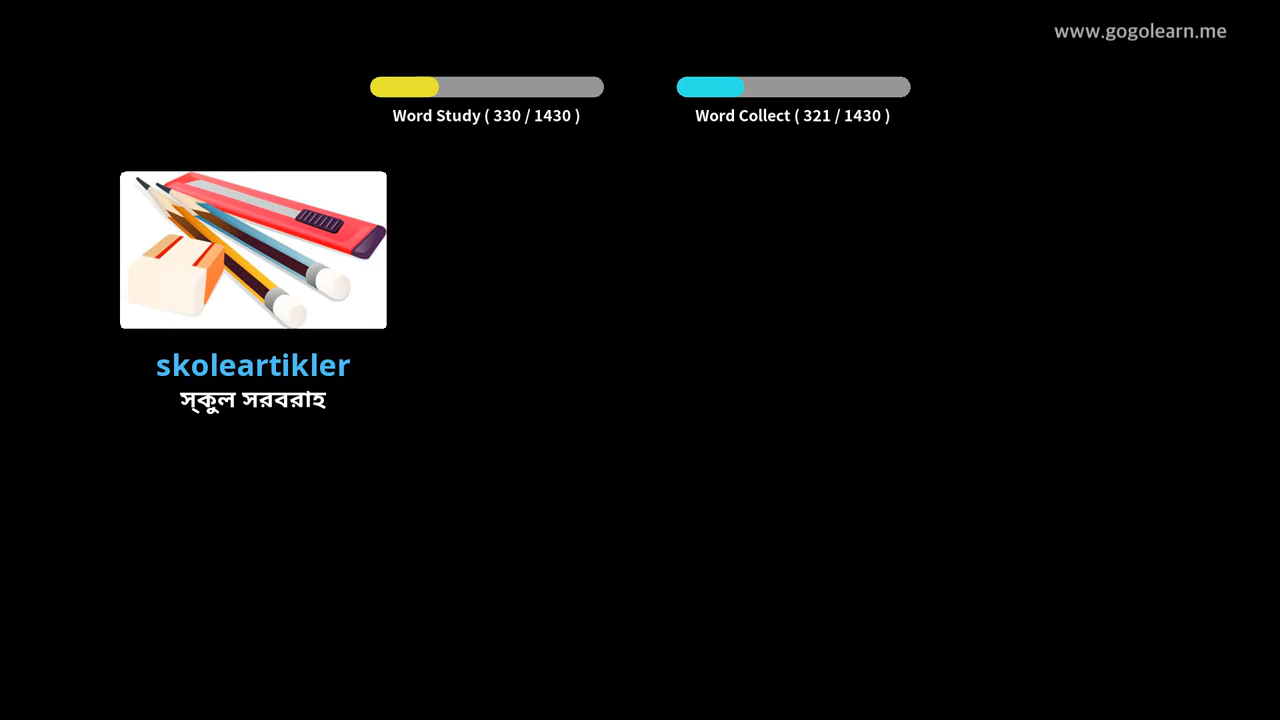 www.gogolearn.me
Word Study ( 330 / 1430 )
Word Collect ( 321 / 1430 )
skoleartikler
স্কুল সরবরাহ